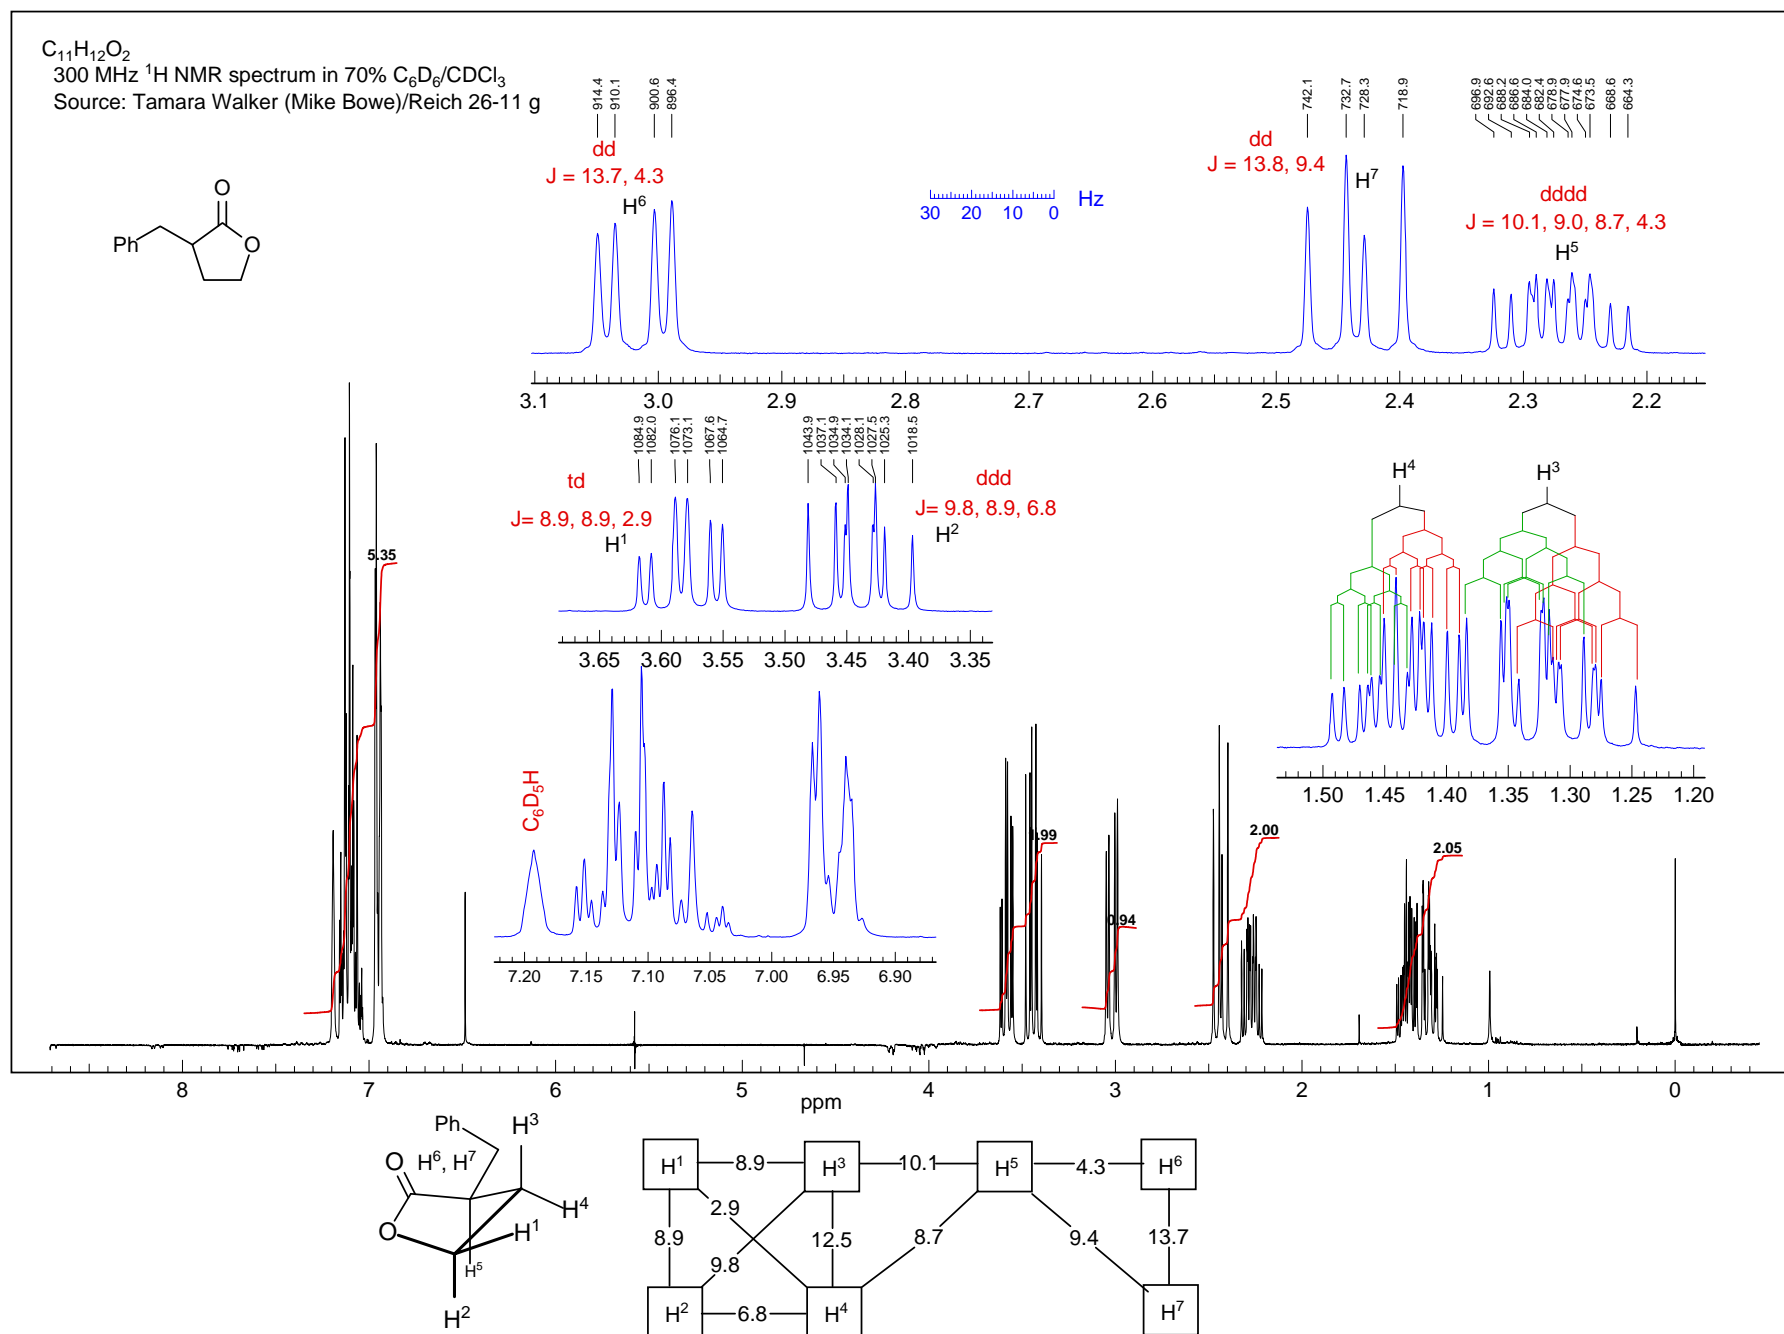 C₁₁H₁₂O₂
300 MHz ¹H NMR spectrum in 70% C₆D₆/CDCl₃
Source: Tamara Walker (Mike Bowe)/Reich 26-11 g
O
Ph
O
914.4
910.1
900.6
896.4
dd
J = 13.7, 4.3
H⁶
30 20 10 0 Hz
742.1
732.7
728.3
718.9
dd
J = 13.8, 9.4
H⁷
696.9
692.6
688.2
686.6
684.0
682.4
678.9
677.9
674.6
673.5
668.6
664.3
dddd
J = 10.1, 9.0, 8.7, 4.3
H⁵
3.1 3.0 2.9 2.8 2.7 2.6 2.5 2.4 2.3 2.2
1084.9
1082.0
1076.1
1073.1
1067.6
1064.7
td
J= 8.9, 8.9, 2.9
H¹
1043.9
1037.1
1034.9
1034.1
1028.1
1027.5
1025.3
1018.5
ddd
J= 9.8, 8.9, 6.8
H²
3.65 3.60 3.55 3.50 3.45 3.40 3.35
H⁴ H³
1.50 1.45 1.40 1.35 1.30 1.25 1.20
C₆D₅H
7.20 7.15 7.10 7.05 7.00 6.95 6.90
5.35
.99
0.94
2.00
2.05
8 7 6 5 4 3 2 1 0
ppm
Ph
H³
O
H⁶, H⁷
H⁴
O
H¹
H⁵
H²
H¹ 8.9 H³ 10.1 H⁵ 4.3 H⁶
2.9
8.9 9.8 12.5 8.7 9.4 13.7
H² 6.8 H⁴ H⁷